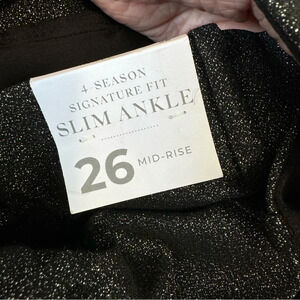 4-SEASON
SIGNATURE FIT
SLIM ANKLE
26 MID-RISE